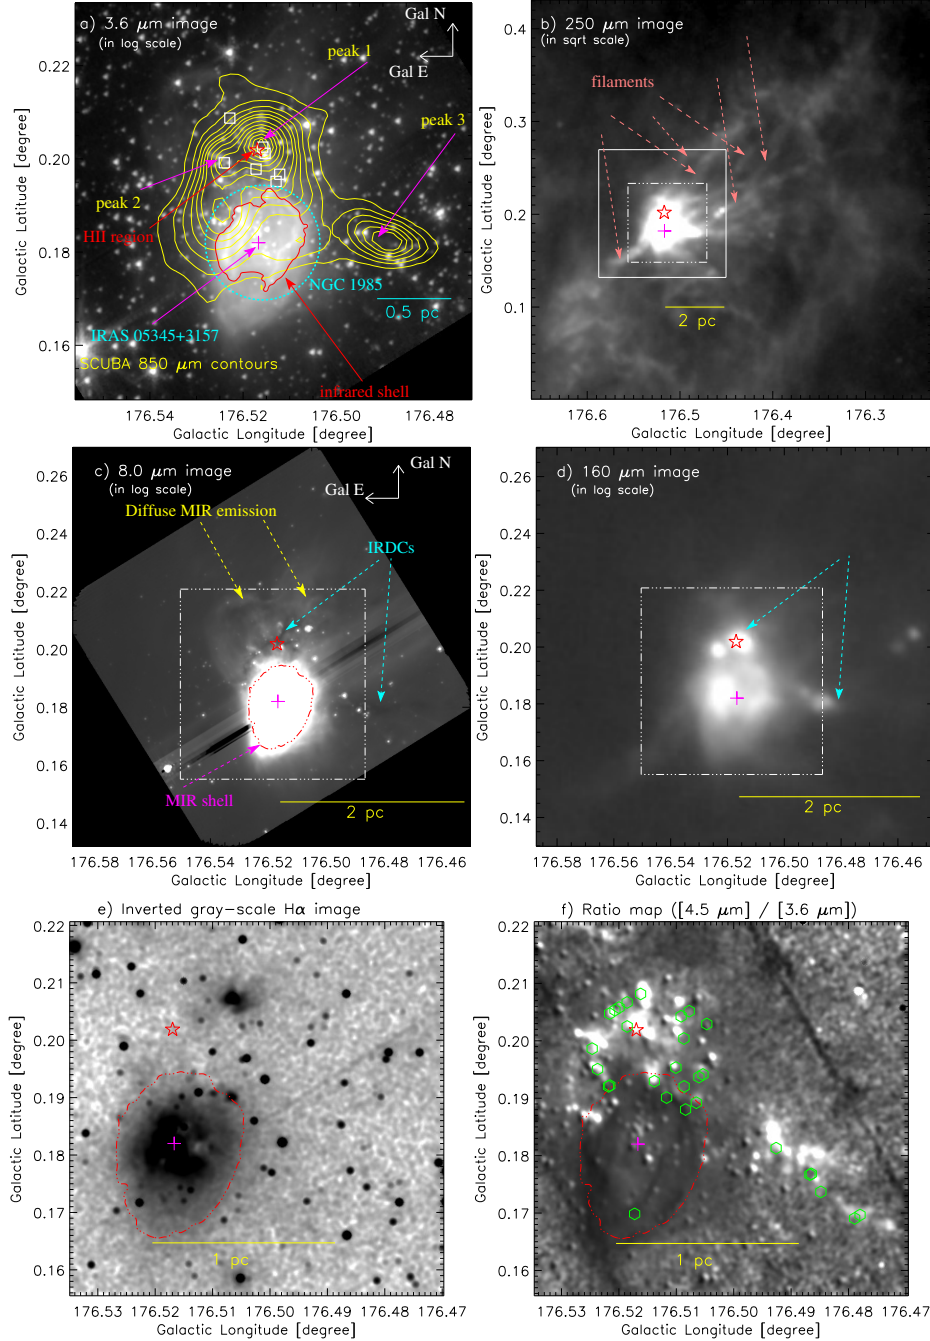 a) 3.6 μm image
(in log scale)
Gal N
Gal E
peak 1
peak 3
peak 2
HII region
NGC 1985
0.5 pc
IRAS 05345+3157
SCUBA 850 μm contours
infrared shell
0.22
0.20
0.18
0.16
Galactic Latitude [degree]
176.54
176.52
176.50
176.48
Galactic Longitude [degree]
b) 250 μm image
(in sqrt scale)
filaments
2 pc
0.4
0.3
0.2
0.1
Galactic Latitude [degree]
176.6
176.5
176.4
176.3
Galactic Longitude [degree]
c) 8.0 μm image
(in log scale)
Gal N
Gal E
Diffuse MIR emission
IRDCs
MIR shell
2 pc
0.26
0.24
0.22
0.20
0.18
0.16
0.14
Galactic Latitude [degree]
176.58
176.56
176.54
176.52
176.50
176.48
176.46
Galactic Longitude [degree]
d) 160 μm image
(in log scale)
2 pc
0.26
0.24
0.22
0.20
0.18
0.16
0.14
Galactic Latitude [degree]
176.58
176.56
176.54
176.52
176.50
176.48
176.46
Galactic Longitude [degree]
e) Inverted gray-scale Hα image
1 pc
0.22
0.21
0.20
0.19
0.18
0.17
0.16
Galactic Latitude [degree]
176.53
176.52
176.51
176.50
176.49
176.48
176.47
Galactic Longitude [degree]
f) Ratio map ([4.5 μm] / [3.6 μm])
1 pc
0.22
0.21
0.20
0.19
0.18
0.17
0.16
Galactic Latitude [degree]
176.53
176.52
176.51
176.50
176.49
176.48
176.47
Galactic Longitude [degree]